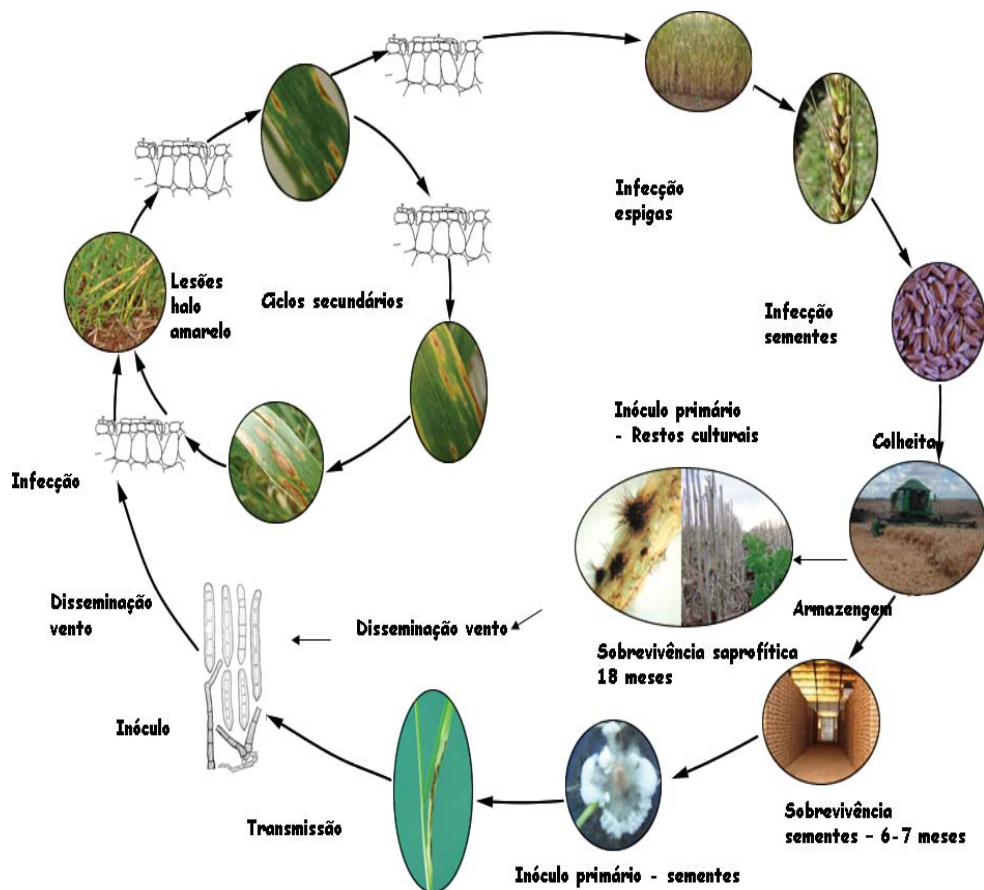 Infecção
espigas
Lesões
halo
amarelo
Ciclos secundários
Infecção
sementes
Inóculo primário
- Restos culturais
Colheita
Infecção
Disseminação
vento
Disseminação vento
Armazengem
Sobrevivência saprofítica
18 meses
Inóculo
Transmissão
Sobrevivência
sementes - 6-7 meses
Inóculo primário - sementes